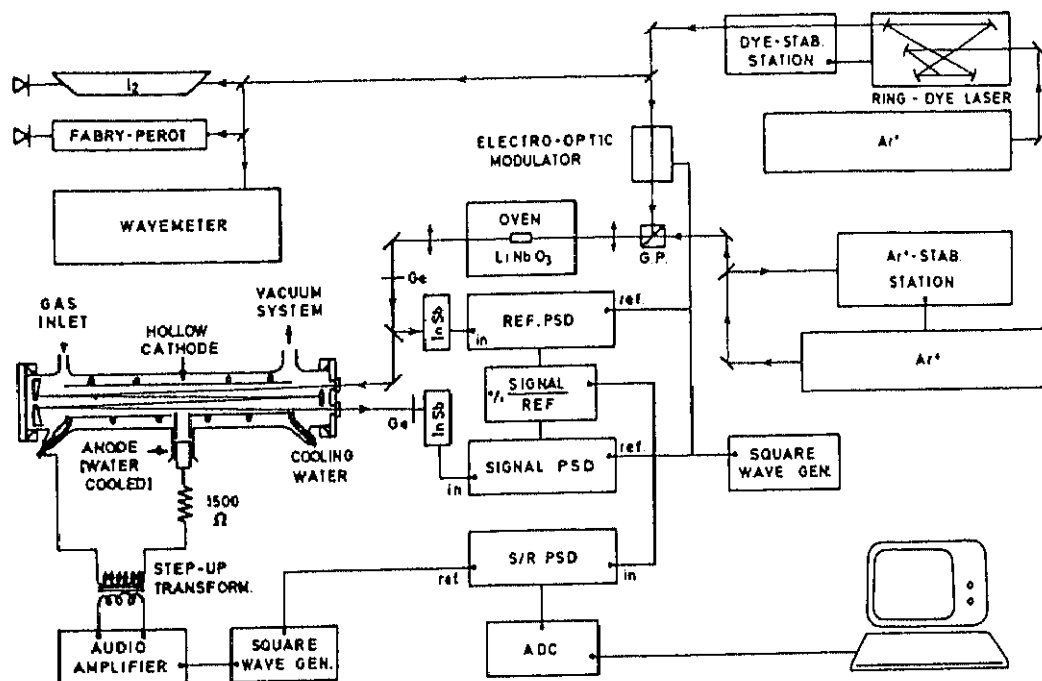 DYE-STAB.
STATION
RING-DYE LASER
Ar⁺
I2
FABRY-PEROT
WAVEMETER
ELECTRO-OPTIC
MODULATOR
OVEN
LiNbO3
G.P.
Ar⁺-STAB.
STATION
Ar⁺
Ge
GAS
INLET
VACUUM
SYSTEM
HOLLOW
CATHODE
InSb
in
REF. PSD
ref.
% SIGNAL
REF
Ge
InSb
in
SIGNAL PSD
ref.
SQUARE
WAVE GEN.
ANODE
[WATER
COOLED]
COOLING
WATER
1500
Ω
STEP-UP
TRANSFORM.
ref.
S/R PSD
in
AUDIO
AMPLIFIER
SQUARE
WAVE GEN.
ADC